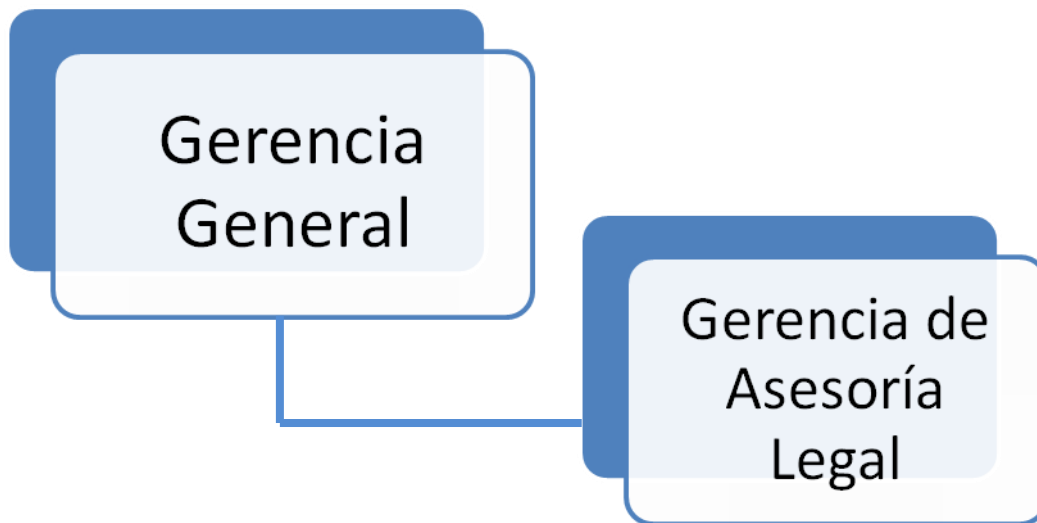 Gerencia
General
Gerencia de
Asesoría
Legal